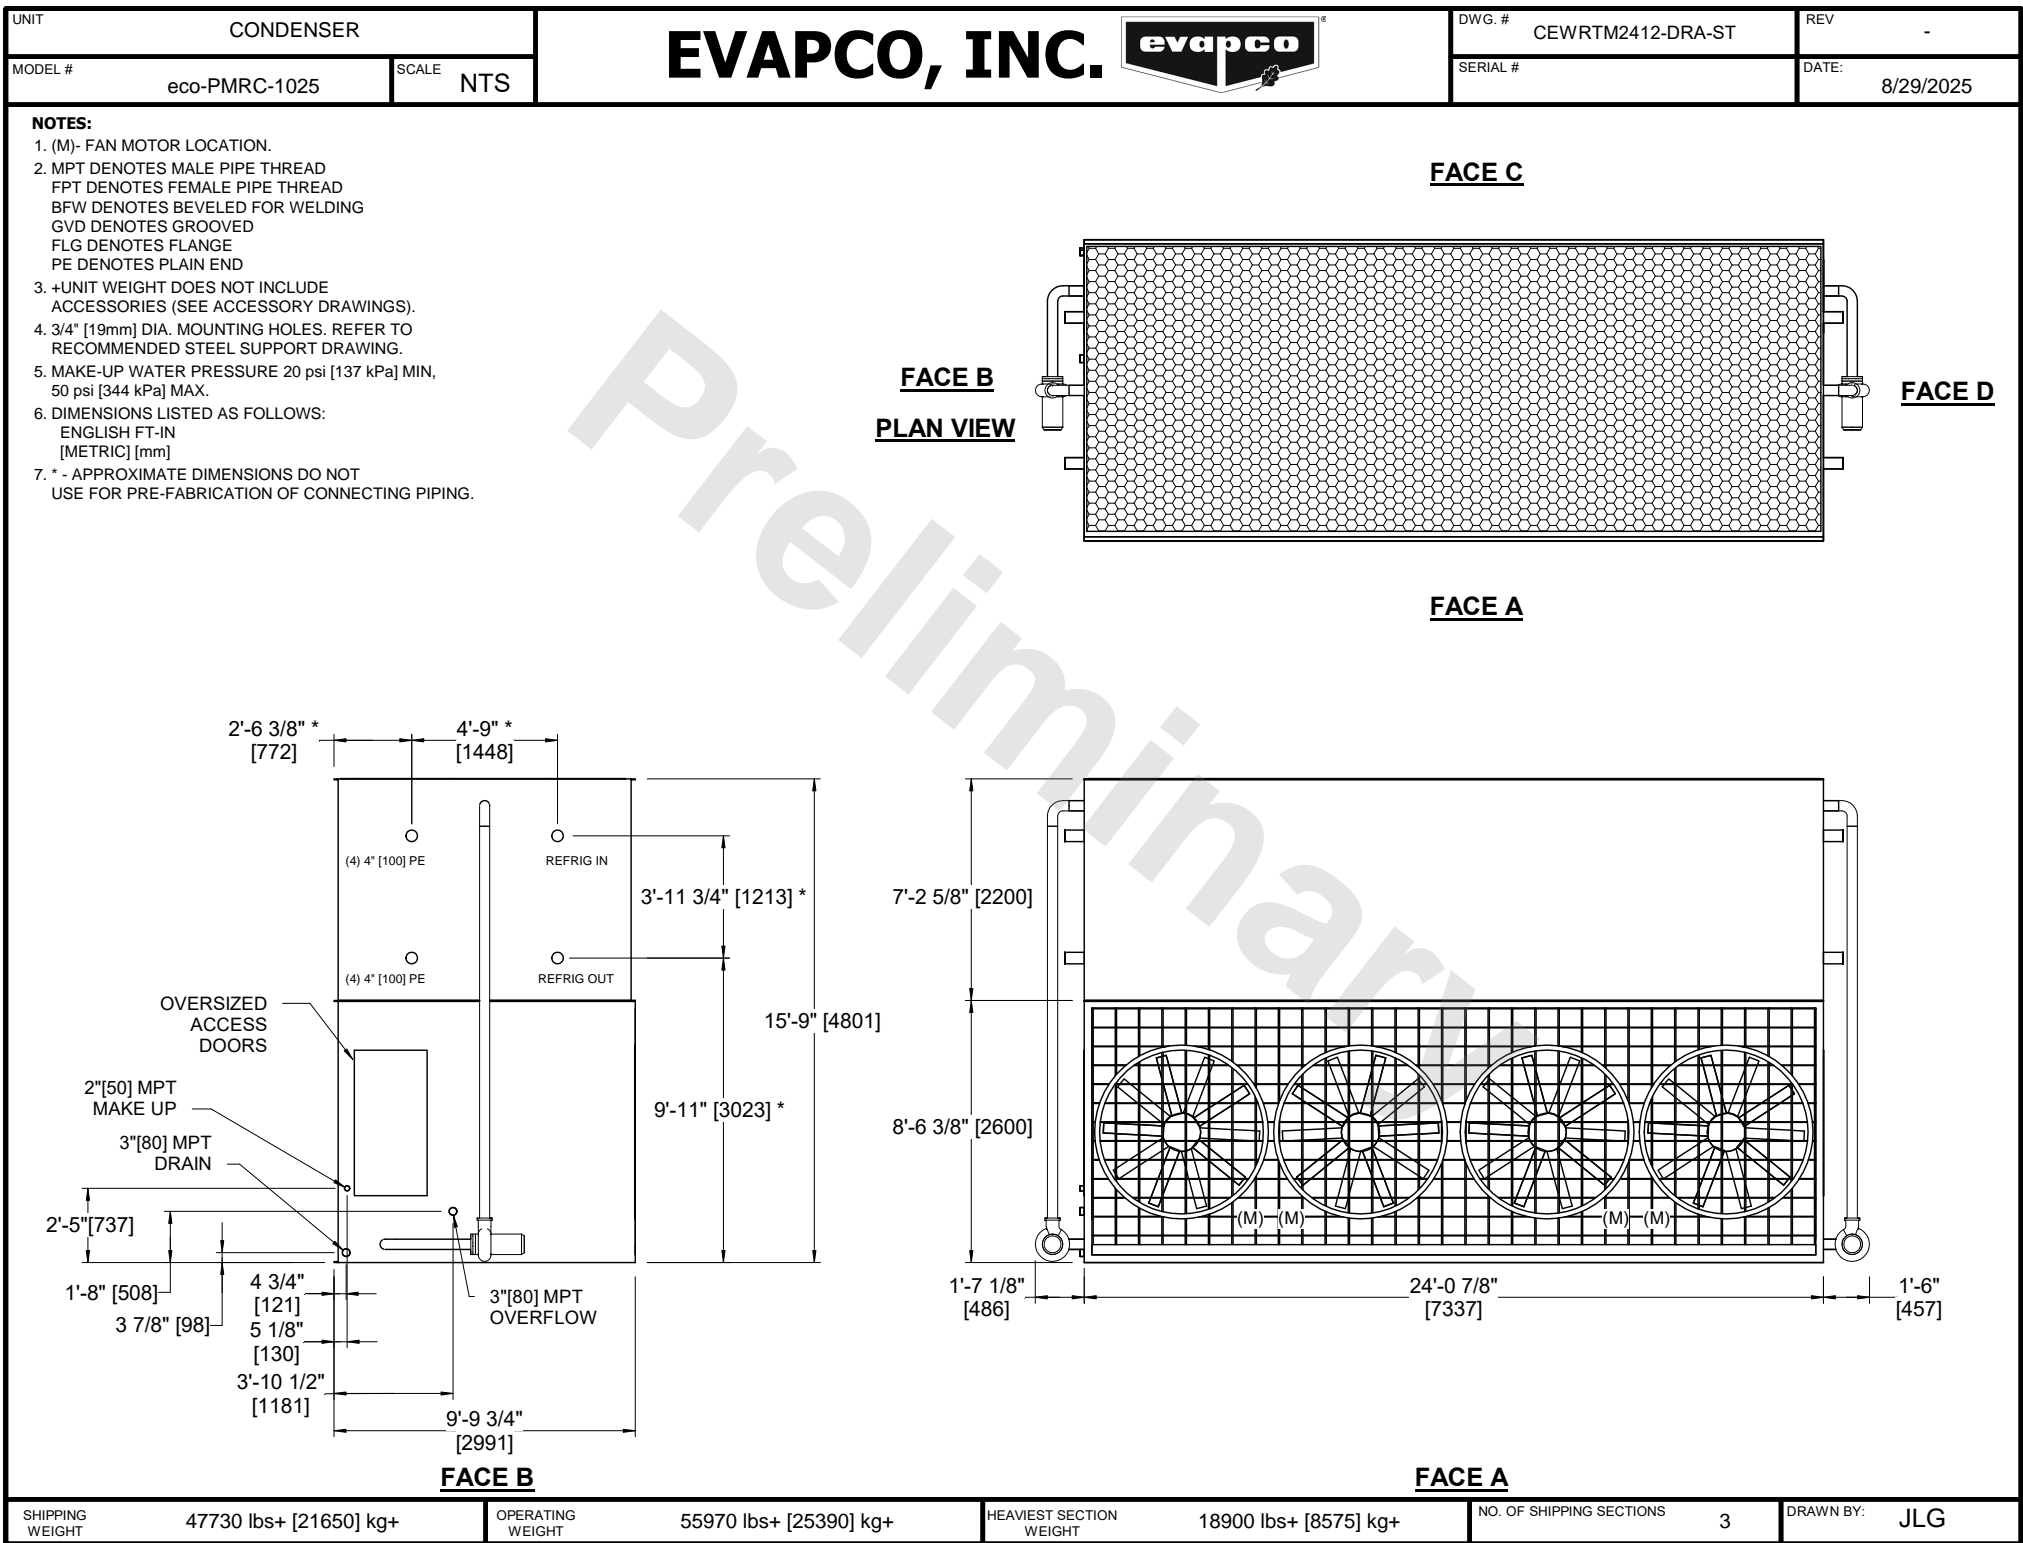 UNIT
CONDENSER
MODEL #
eco-PMRC-1025
SCALE
NTS
EVAPCO, INC.
evapco
®
DWG. #
CEWRTM2412-DRA-ST
REV
-
SERIAL #
DATE:
8/29/2025
NOTES:
1. (M)- FAN MOTOR LOCATION.
2. MPT DENOTES MALE PIPE THREAD
FPT DENOTES FEMALE PIPE THREAD
BFW DENOTES BEVELED FOR WELDING
GVD DENOTES GROOVED
FLG DENOTES FLANGE
PE DENOTES PLAIN END
3. +UNIT WEIGHT DOES NOT INCLUDE
ACCESSORIES (SEE ACCESSORY DRAWINGS).
4. 3/4" [19mm] DIA. MOUNTING HOLES. REFER TO
RECOMMENDED STEEL SUPPORT DRAWING.
5. MAKE-UP WATER PRESSURE 20 psi [137 kPa] MIN,
50 psi [344 kPa] MAX.
6. DIMENSIONS LISTED AS FOLLOWS:
ENGLISH FT-IN
[METRIC] [mm]
7. * - APPROXIMATE DIMENSIONS DO NOT
USE FOR PRE-FABRICATION OF CONNECTING PIPING.
Preliminary
FACE C
FACE B
PLAN VIEW
FACE D
FACE A
2'-6 3/8" *
[772]
4'-9" *
[1448]
(4) 4" [100] PE
REFRIG IN
3'-11 3/4" [1213] *
(4) 4" [100] PE
REFRIG OUT
OVERSIZED
ACCESS
DOORS
15'-9" [4801]
2"[50] MPT
MAKE UP
9'-11" [3023] *
3"[80] MPT
DRAIN
2'-5"[737]
1'-8" [508]
3 7/8" [98]
4 3/4"
[121]
5 1/8"
[130]
3"[80] MPT
OVERFLOW
3'-10 1/2"
[1181]
9'-9 3/4"
[2991]
FACE B
7'-2 5/8" [2200]
8'-6 3/8" [2600]
(M)
(M)
(M)
(M)
1'-7 1/8"
[486]
24'-0 7/8"
[7337]
1'-6"
[457]
FACE A
SHIPPING
WEIGHT
47730 lbs+ [21650] kg+
OPERATING
WEIGHT
55970 lbs+ [25390] kg+
HEAVIEST SECTION
WEIGHT
18900 lbs+ [8575] kg+
NO. OF SHIPPING SECTIONS
3
DRAWN BY:
JLG